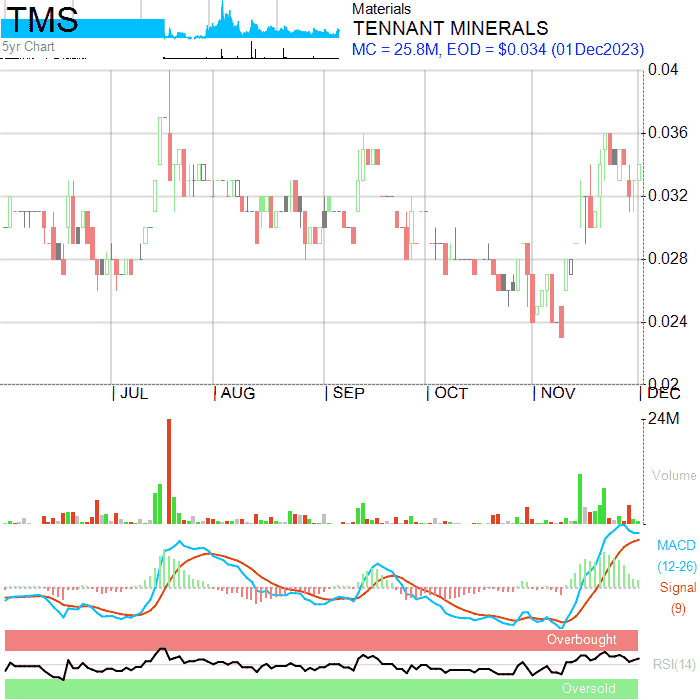 TMS
5yr Chart
Materials
TENNANT MINERALS
MC = 25.8M, EOD = $0.034 (01Dec2023)
0.04
0.036
0.032
0.028
0.024
0.02
JUL AUG SEP OCT NOV DEC
24M
Volume
MACD
(12-26)
Signal
(9)
Overbought
RSI(14)
Oversold